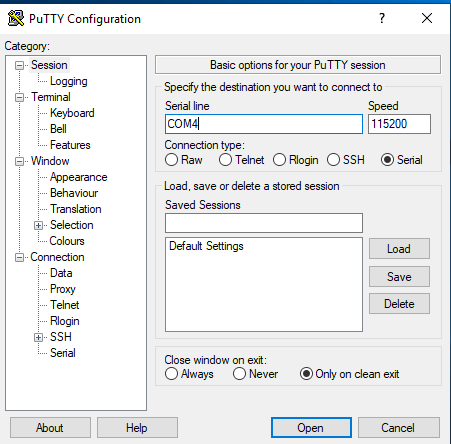 PuTTY Configuration
? ×
Category:
Session
Logging
Terminal
Keyboard
Bell
Features
Window
Appearance
Behaviour
Translation
Selection
Colours
Connection
Data
Proxy
Telnet
Rlogin
SSH
Serial
Basic options for your PuTTY session
Specify the destination you want to connect to
Serial line Speed
COM4 115200
Connection type:
Raw Telnet Rlogin SSH Serial
Load, save or delete a stored session
Saved Sessions
Default Settings
Load
Save
Delete
Close window on exit:
Always Never Only on clean exit
About Help Open Cancel